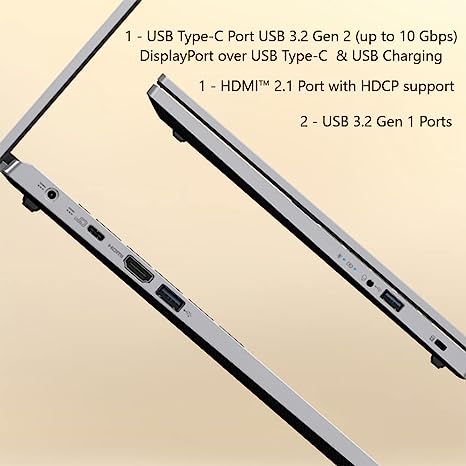 1 - USB Type-C Port USB 3.2 Gen 2 (up to 10 Gbps)
DisplayPort over USB Type-C & USB Charging
1 - HDMI™ 2.1 Port with HDCP support
2 - USB 3.2 Gen 1 Ports
HDMI